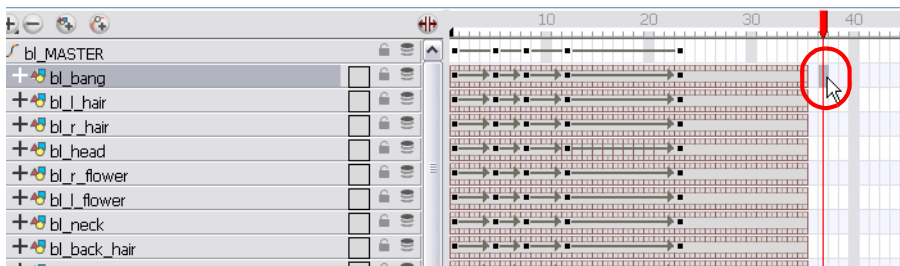 10 20 30 40
bl_MASTER
bl_bang
bl_l_hair
bl_r_hair
bl_head
bl_r_flower
bl_l_flower
bl_neck
bl_back_hair